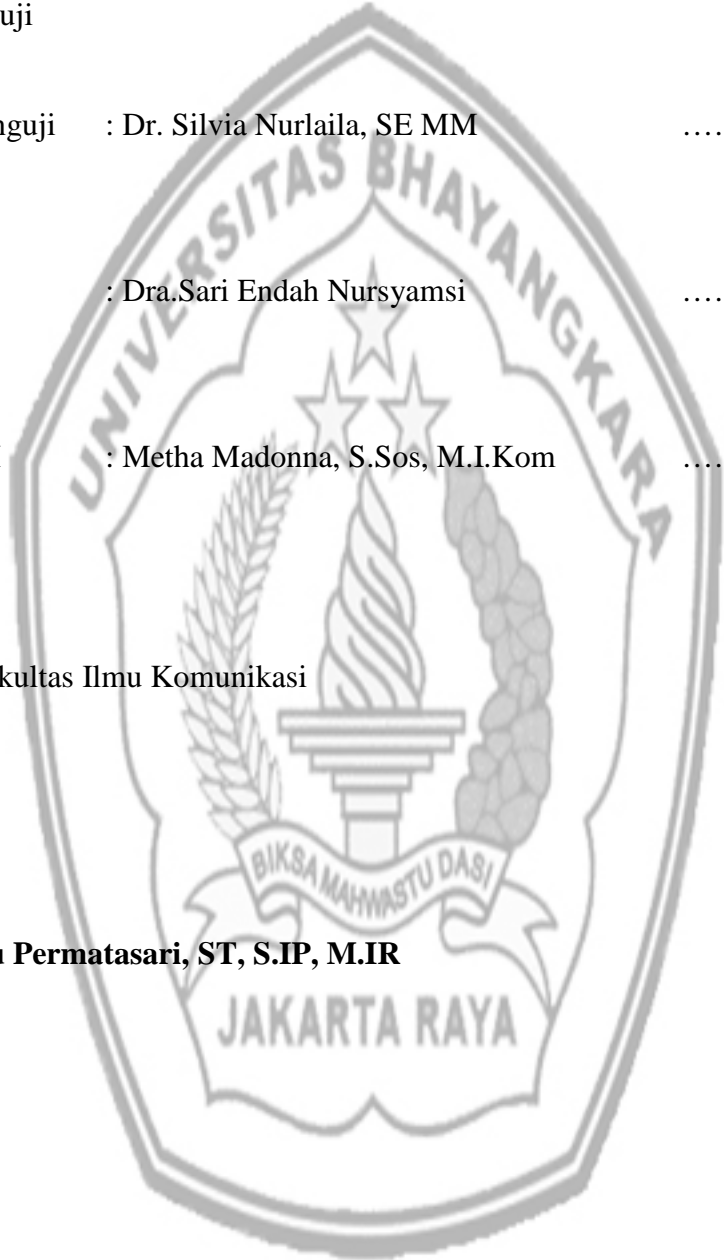 uji
nguji : Dr. Silvia Nurlaila, SE MM ....
: Dra.Sari Endah Nursyamsi ....
: Metha Madonna, S.Sos, M.I.Kom ....
kultas Ilmu Komunikasi
Permatasari, ST, S.IP, M.IR
UNIVERSITAS BHAYANGKARA
BIKSA MAHWASTU DASI
JAKARTA RAYA